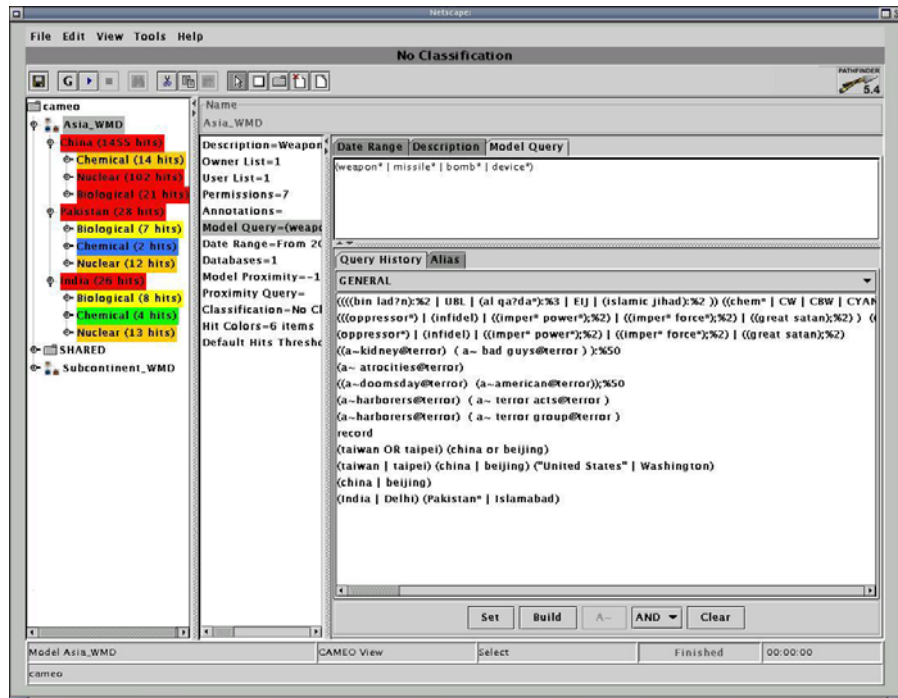 Netscape:
File Edit View Tools Help
No Classification
G
PATHFINDER
5.4
cameo
Asia_WMD
China (1455 hits)
Chemical (14 hits)
Nuclear (102 hits)
Biological (21 hits)
Pakistan (28 hits)
Biological (7 hits)
Chemical (2 hits)
Nuclear (12 hits)
India (26 hits)
Biological (8 hits)
Chemical (4 hits)
Nuclear (13 hits)
SHARED
Subcontinent_WMD
Name
Asia_WMD
Description=Weapon
Owner List=1
User List=1
Permissions=7
Annotations=
Model Query=(weapo
Date Range=From 20
Databases=1
Model Proximity=-1
Proximity Query=
Classification=No Cl
Hit Colors=6 items
Default Hits Thresho
Date Range Description Model Query
(weapon* | missile* | bomb* | device*)
Query History Alias
GENERAL
((((bin lad?n):%2 | UBL | (al qa?da*):%3 | EIJ | (islamic jihad):%2 )) ((chem* | CW | CBW | CYAN
(((oppressor*) | (infidel) | ((imper* power*);%2) | ((imper* force*);%2) | ((great satan);%2) ) (
(oppressor*) | (infidel) | ((imper* power*);%2) | ((imper* force*);%2) | ((great satan);%2)
((a~kidney@terror) ( a~ bad guys@terror ) ):%50
(a~ atrocities@terror)
((a~doomsday@terror) (a~american@terror));%50
(a~harborers@terror) ( a~ terror acts@terror )
(a~harborers@terror) ( a~ terror group@terror )
record
(taiwan OR taipei) (china or beijing)
(taiwan | taipei) (china | beijing) ("United States" | Washington)
(china | beijing)
(India | Delhi) (Pakistan* | Islamabad)
Set Build A~ AND Clear
Model Asia_WMD CAMEO View Select Finished 00:00:00
cameo